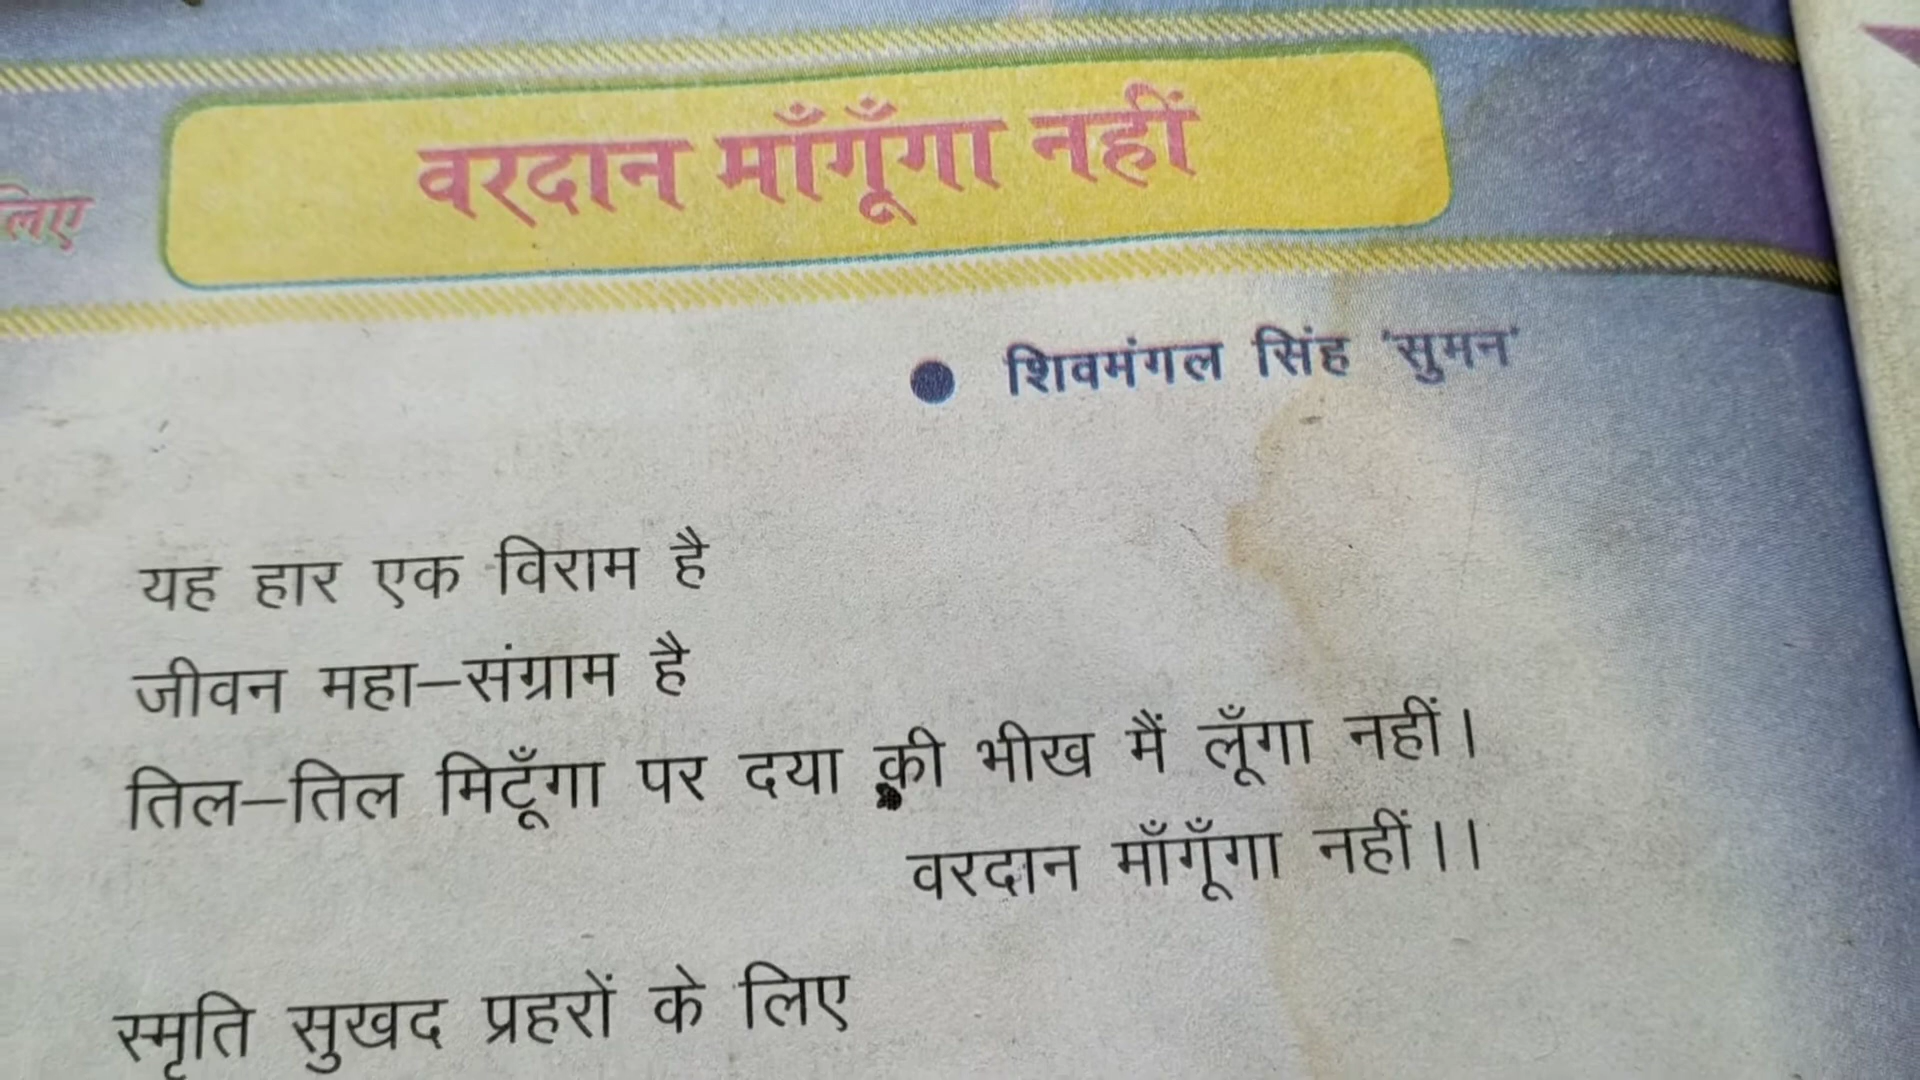 वरदान माँगूँगा नहीं
लिए
● शिवमंगल सिंह 'सुमन'
यह हार एक विराम है
जीवन महा–संग्राम है
तिल–तिल मिटूँगा पर दया की भीख मैं लूँगा नहीं।
वरदान माँगूँगा नहीं।।
स्मृति सुखद प्रहरों के लिए